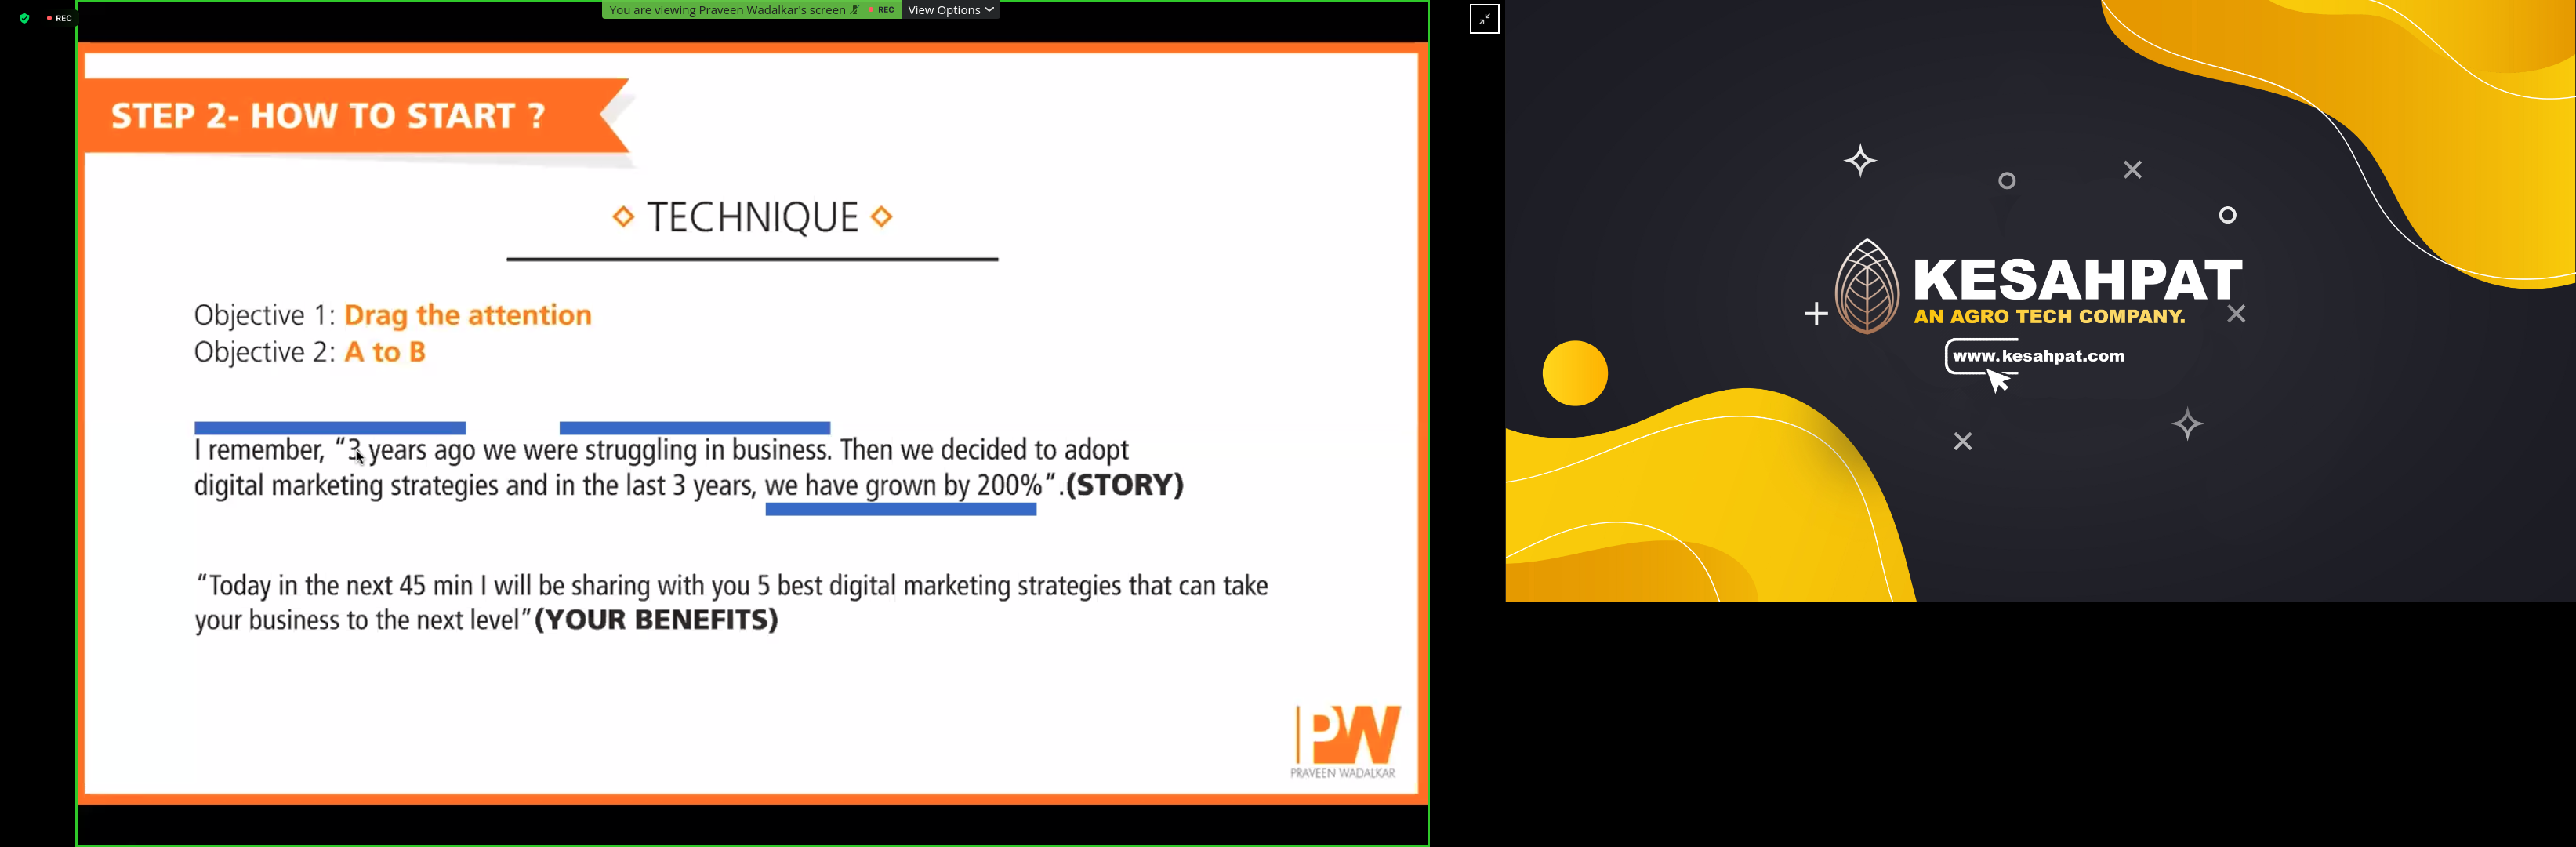 REC
You are viewing Praveen Wadalkar's screen
REC
View Options
STEP 2- HOW TO START ?
TECHNIQUE
Objective 1: Drag the attention
Objective 2: A to B
I remember, “3 years ago we were struggling in business. Then we decided to adopt
digital marketing strategies and in the last 3 years, we have grown by 200%”.(STORY)
“Today in the next 45 min I will be sharing with you 5 best digital marketing strategies that can take
your business to the next level”(YOUR BENEFITS)
PW
PRAVEEN WADALKAR
KESAHPAT
AN AGRO TECH COMPANY.
www.kesahpat.com